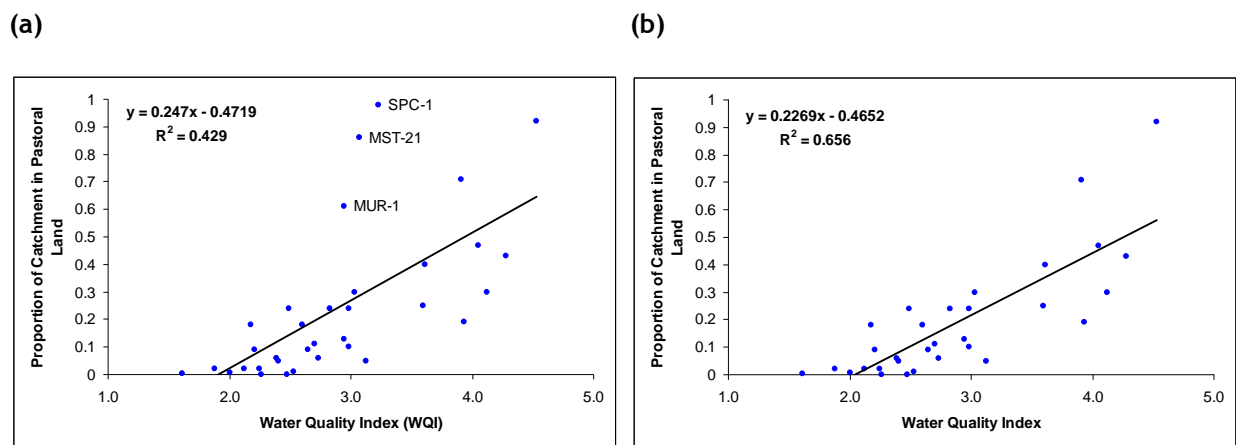 (a)
(b)
y = 0.247x - 0.4719
R² = 0.429
SPC-1
MST-21
MUR-1
Proportion of Catchment in Pastoral
Land
1
0.9
0.8
0.7
0.6
0.5
0.4
0.3
0.2
0.1
0
1.0 2.0 3.0 4.0 5.0
Water Quality Index (WQI)
y = 0.2269x - 0.4652
R² = 0.656
Proportion of Catchment in Pastoral
Land
1
0.9
0.8
0.7
0.6
0.5
0.4
0.3
0.2
0.1
0
1.0 2.0 3.0 4.0 5.0
Water Quality Index